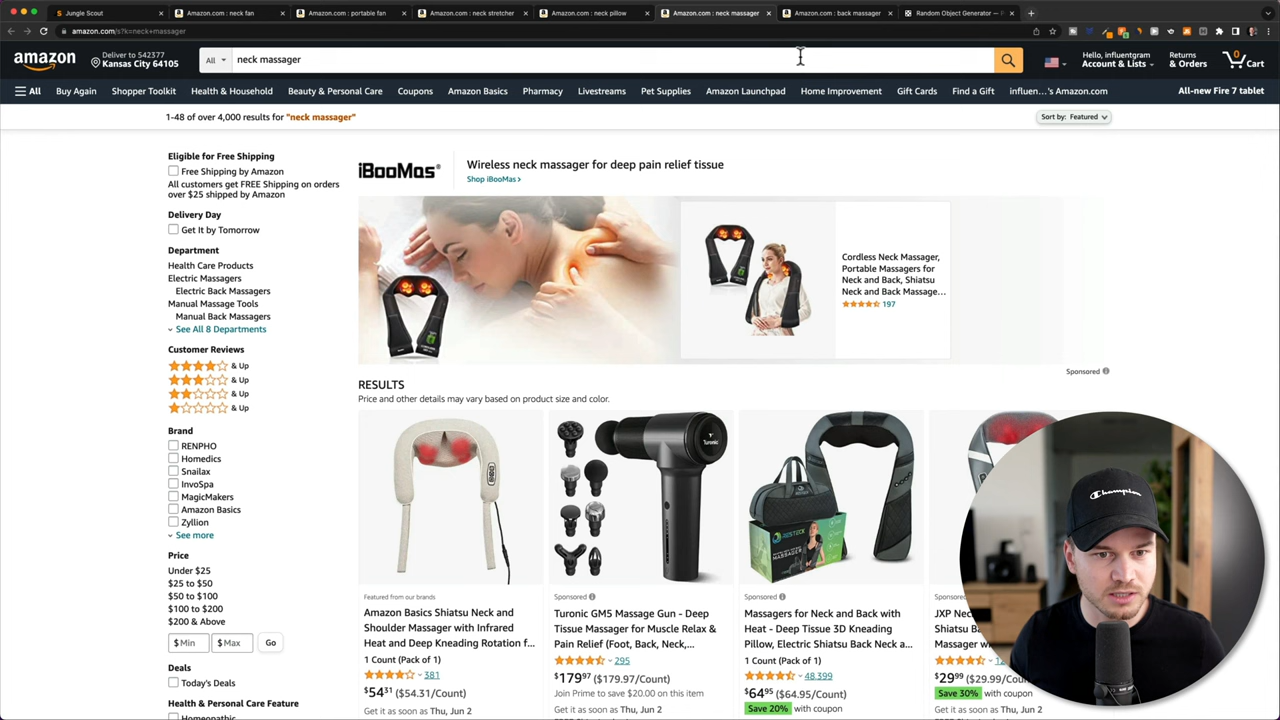 Jungle Scout
Amazon.com : neck fan
Amazon.com : portable fan
Amazon.com : neck stretcher
Amazon.com : neck pillow
Amazon.com : neck massager
Amazon.com : back massager
Random Object Generator —
amazon.com/s?k=neck+massager
amazon
Deliver to 542377
Kansas City 64105
All
neck massager
Hello, influentgram
Account & Lists
Returns
& Orders
0
Cart
All
Buy Again
Shopper Toolkit
Health & Household
Beauty & Personal Care
Coupons
Amazon Basics
Pharmacy
Livestreams
Pet Supplies
Amazon Launchpad
Home Improvement
Gift Cards
Find a Gift
influen...'s Amazon.com
All-new Fire 7 tablet
1-48 of over 4,000 results for "neck massager"
Sort by: Featured
Eligible for Free Shipping
Free Shipping by Amazon
All customers get FREE Shipping on orders
over $25 shipped by Amazon
Delivery Day
Get It by Tomorrow
Department
Health Care Products
Electric Massagers
Electric Back Massagers
Manual Massage Tools
Manual Back Massagers
See All 8 Departments
Customer Reviews
& Up
& Up
& Up
& Up
Brand
RENPHO
Homedics
Snailax
InvoSpa
MagicMakers
Amazon Basics
Zyllion
See more
Price
Under $25
$25 to $50
$50 to $100
$100 to $200
$200 & Above
$ Min
$ Max
Go
Deals
Today's Deals
Health & Personal Care Feature
Homeopathic
iBooMas®
Wireless neck massager for deep pain relief tissue
Shop iBooMas >
Cordless Neck Massager,
Portable Massagers for
Neck and Back, Shiatsu
Neck and Back Massage...
197
Sponsored
RESULTS
Price and other details may vary based on product size and color.
Featured from our brands
Amazon Basics Shiatsu Neck and
Shoulder Massager with Infrared
Heat and Deep Kneading Rotation f...
1 Count (Pack of 1)
381
$54 31 ($54.31/Count)
Get it as soon as Thu, Jun 2
Turonic
Sponsored
Turonic GM5 Massage Gun - Deep
Tissue Massager for Muscle Relax &
Pain Relief (Foot, Back, Neck,...
295
$179 97 ($179.97/Count)
Join Prime to save $20.00 on this item
Get it as soon as Thu, Jun 2
Sponsored
Massagers for Neck and Back with
Heat - Deep Tissue 3D Kneading
Pillow, Electric Shiatsu Back Neck a...
1 Count (Pack of 1)
48,399
$64 95 ($64.95/Count)
Save 20% with coupon
Sponsored
JXP Nec
Shiatsu Ba
Massager w
$29 99 ($29.99/Count)
Save 30% with coupon
Get it as soon as Thu, Jun 2
Champion